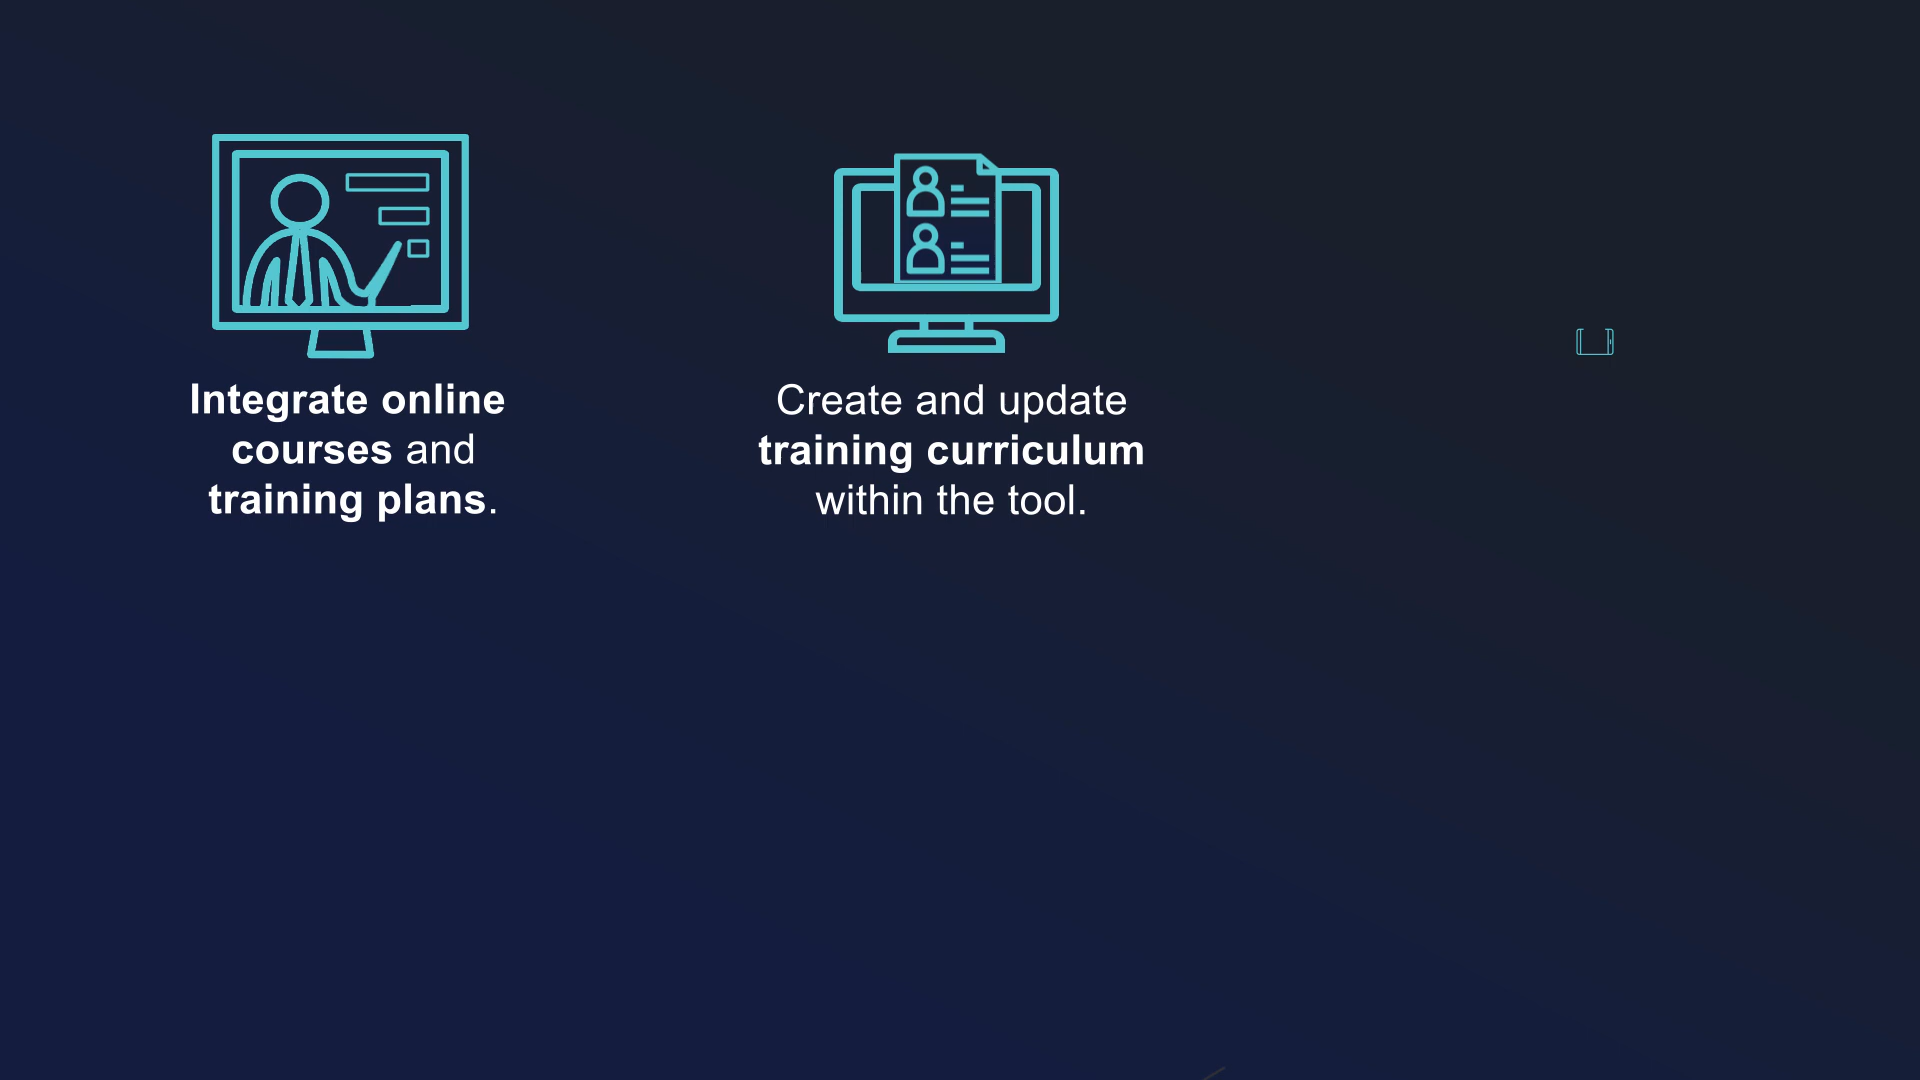 Integrate online
courses and
training plans.
Create and update
training curriculum
within the tool.